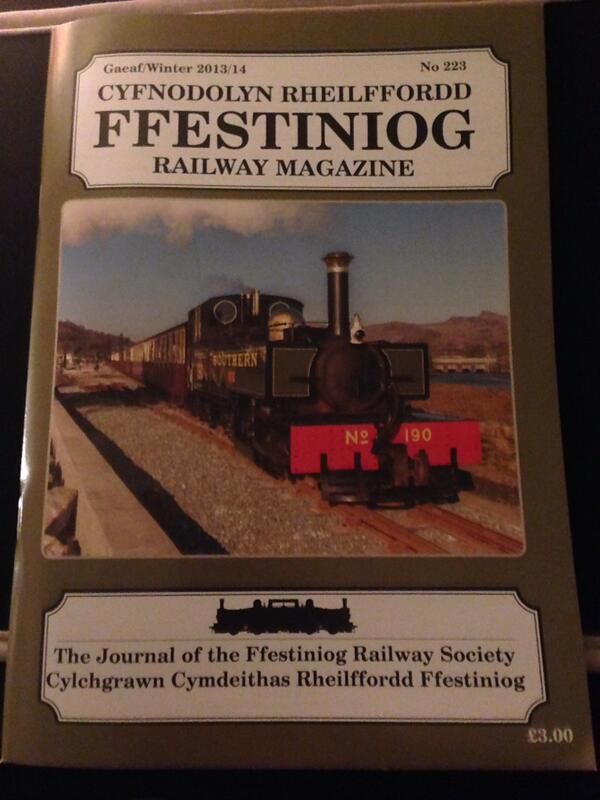 Gaeaf/Winter 2013/14 No 223
CYFNODOLYN RHEILFFORDD
FFESTINIOG
RAILWAY MAGAZINE
SOUTHERN
Nº 190
The Journal of the Ffestiniog Railway Society
Cylchgrawn Cymdeithas Rheilffordd Ffestiniog
£3.00